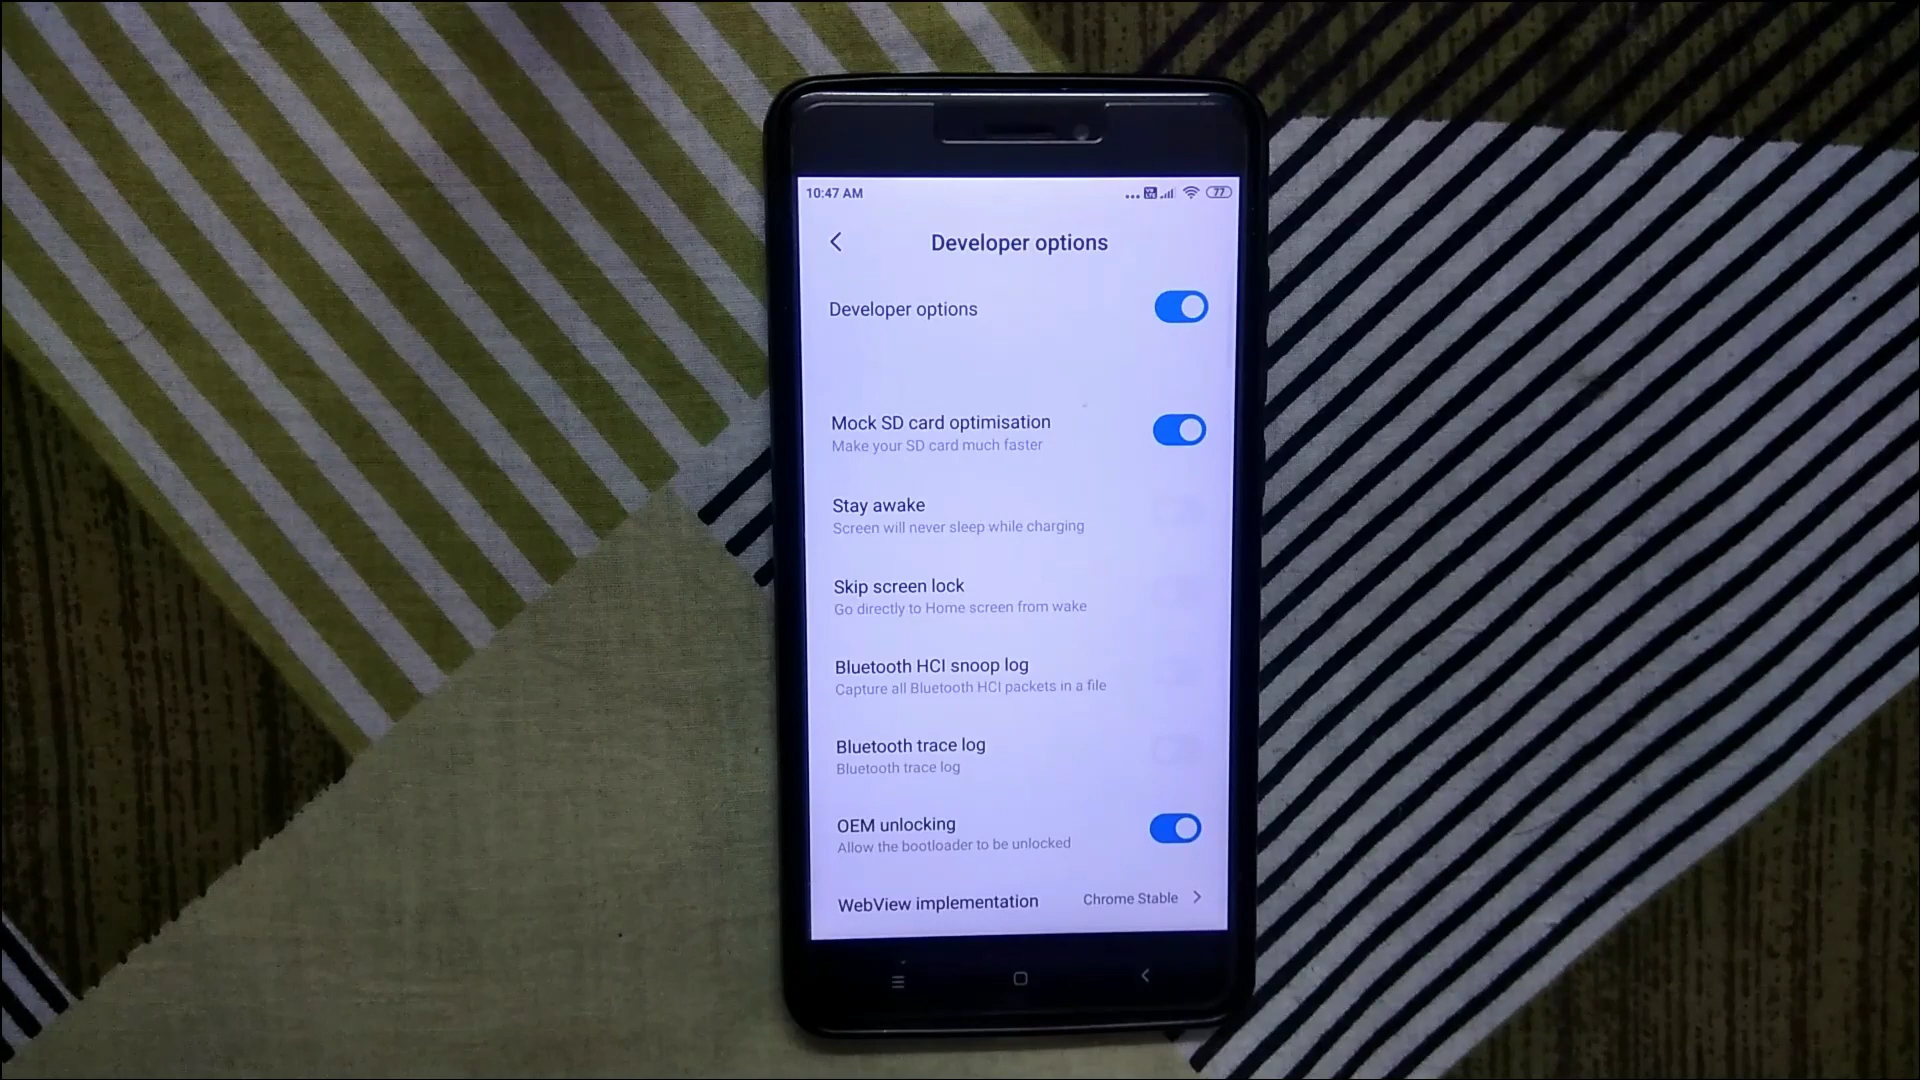 10:47 AM
77
Developer options
Developer options
Mock SD card optimisation
Make your SD card much faster
Stay awake
Screen will never sleep while charging
Skip screen lock
Go directly to Home screen from wake
Bluetooth HCI snoop log
Capture all Bluetooth HCI packets in a file
Bluetooth trace log
Bluetooth trace log
OEM unlocking
Allow the bootloader to be unlocked
WebView implementation Chrome Stable